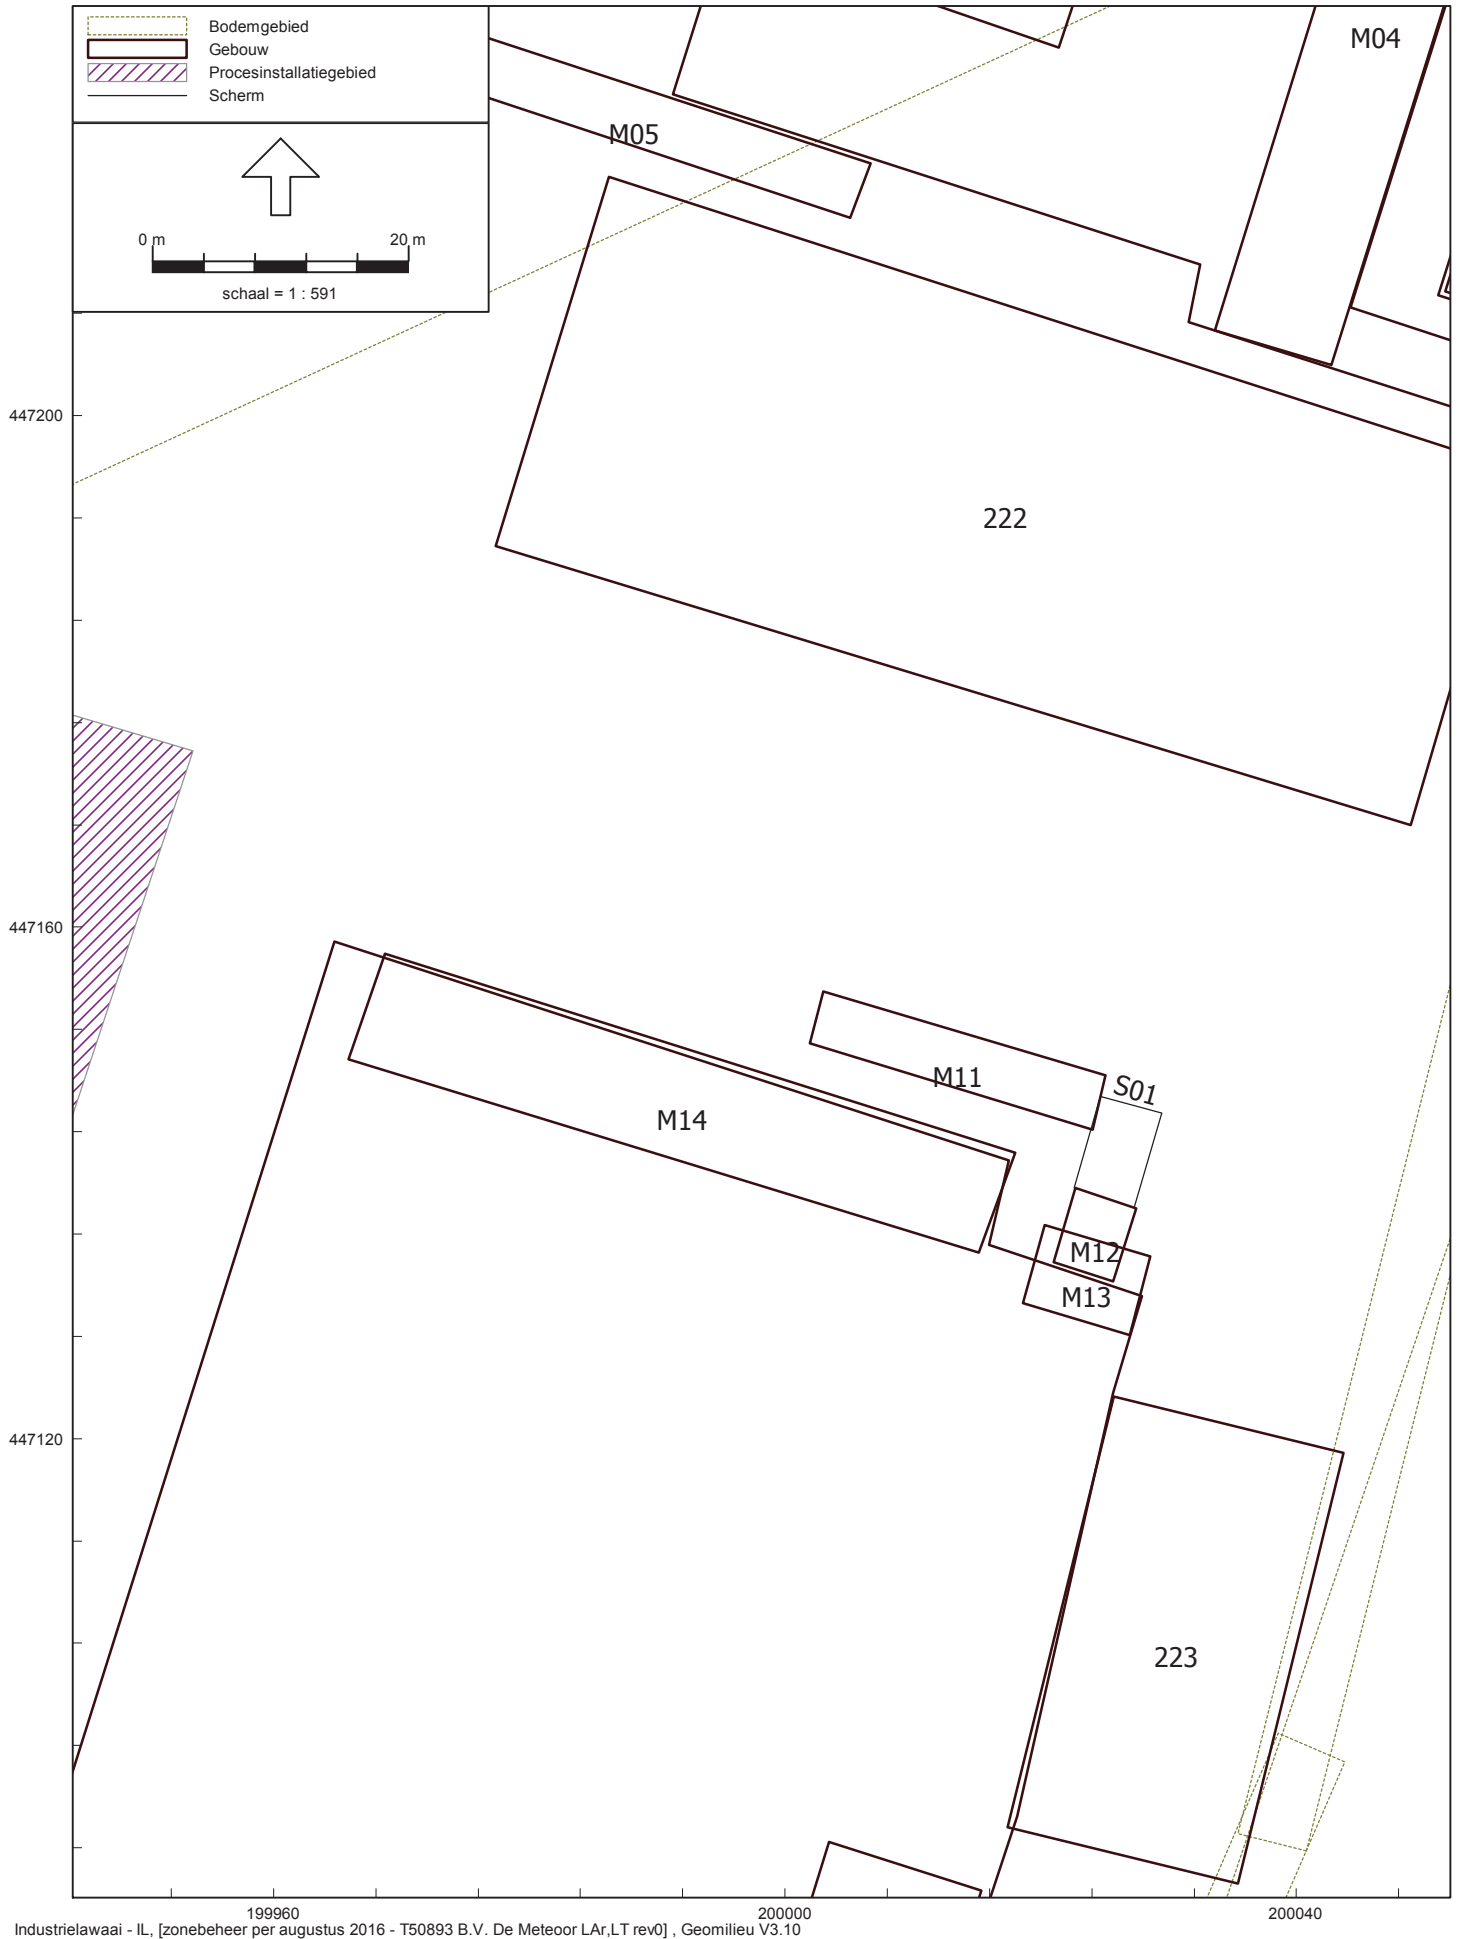 Bodemgebied
Gebouw
Procesinstallatiegebied
Scherm
0 m 20 m
schaal = 1 : 591
M04
M05
447200
222
447160
M11
S01
M14
M12
M13
447120
223
199960 200000 200040
Industrielawaai - IL, [zonebeheer per augustus 2016 - T50893 B.V. De Meteoor LAr,LT rev0] , Geomilieu V3.10